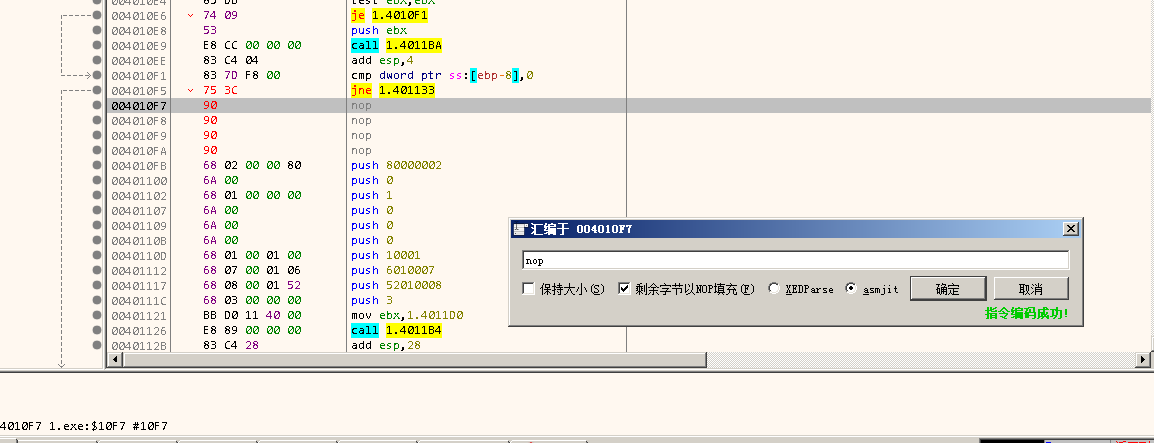 004010E4 85 DB test ebx,ebx
004010E6 74 09 je 1.4010F1
004010E8 53 push ebx
004010E9 E8 CC 00 00 00 call 1.4011BA
004010EE 83 C4 04 add esp,4
004010F1 83 7D F8 00 cmp dword ptr ss:[ebp-8],0
004010F5 75 3C jne 1.401133
004010F7 90 nop
004010F8 90 nop
004010F9 90 nop
004010FA 90 nop
004010FB 68 02 00 00 80 push 80000002
00401100 6A 00 push 0
00401102 68 01 00 00 00 push 1
00401107 6A 00 push 0
00401109 6A 00 push 0
0040110B 6A 00 push 0
0040110D 68 01 00 01 00 push 10001
00401112 68 07 00 01 06 push 6010007
00401117 68 08 00 01 52 push 52010008
0040111C 68 03 00 00 00 push 3
00401121 BB D0 11 40 00 mov ebx,1.4011D0
00401126 E8 89 00 00 00 call 1.4011B4
0040112B 83 C4 28 add esp,28
汇编于 004010F7
nop
保持大小(S) 剩余字节以NOP填充(F) XEDParse asmjit 确定 取消
指令编码成功!
4010F7 1.exe:$10F7 #10F7